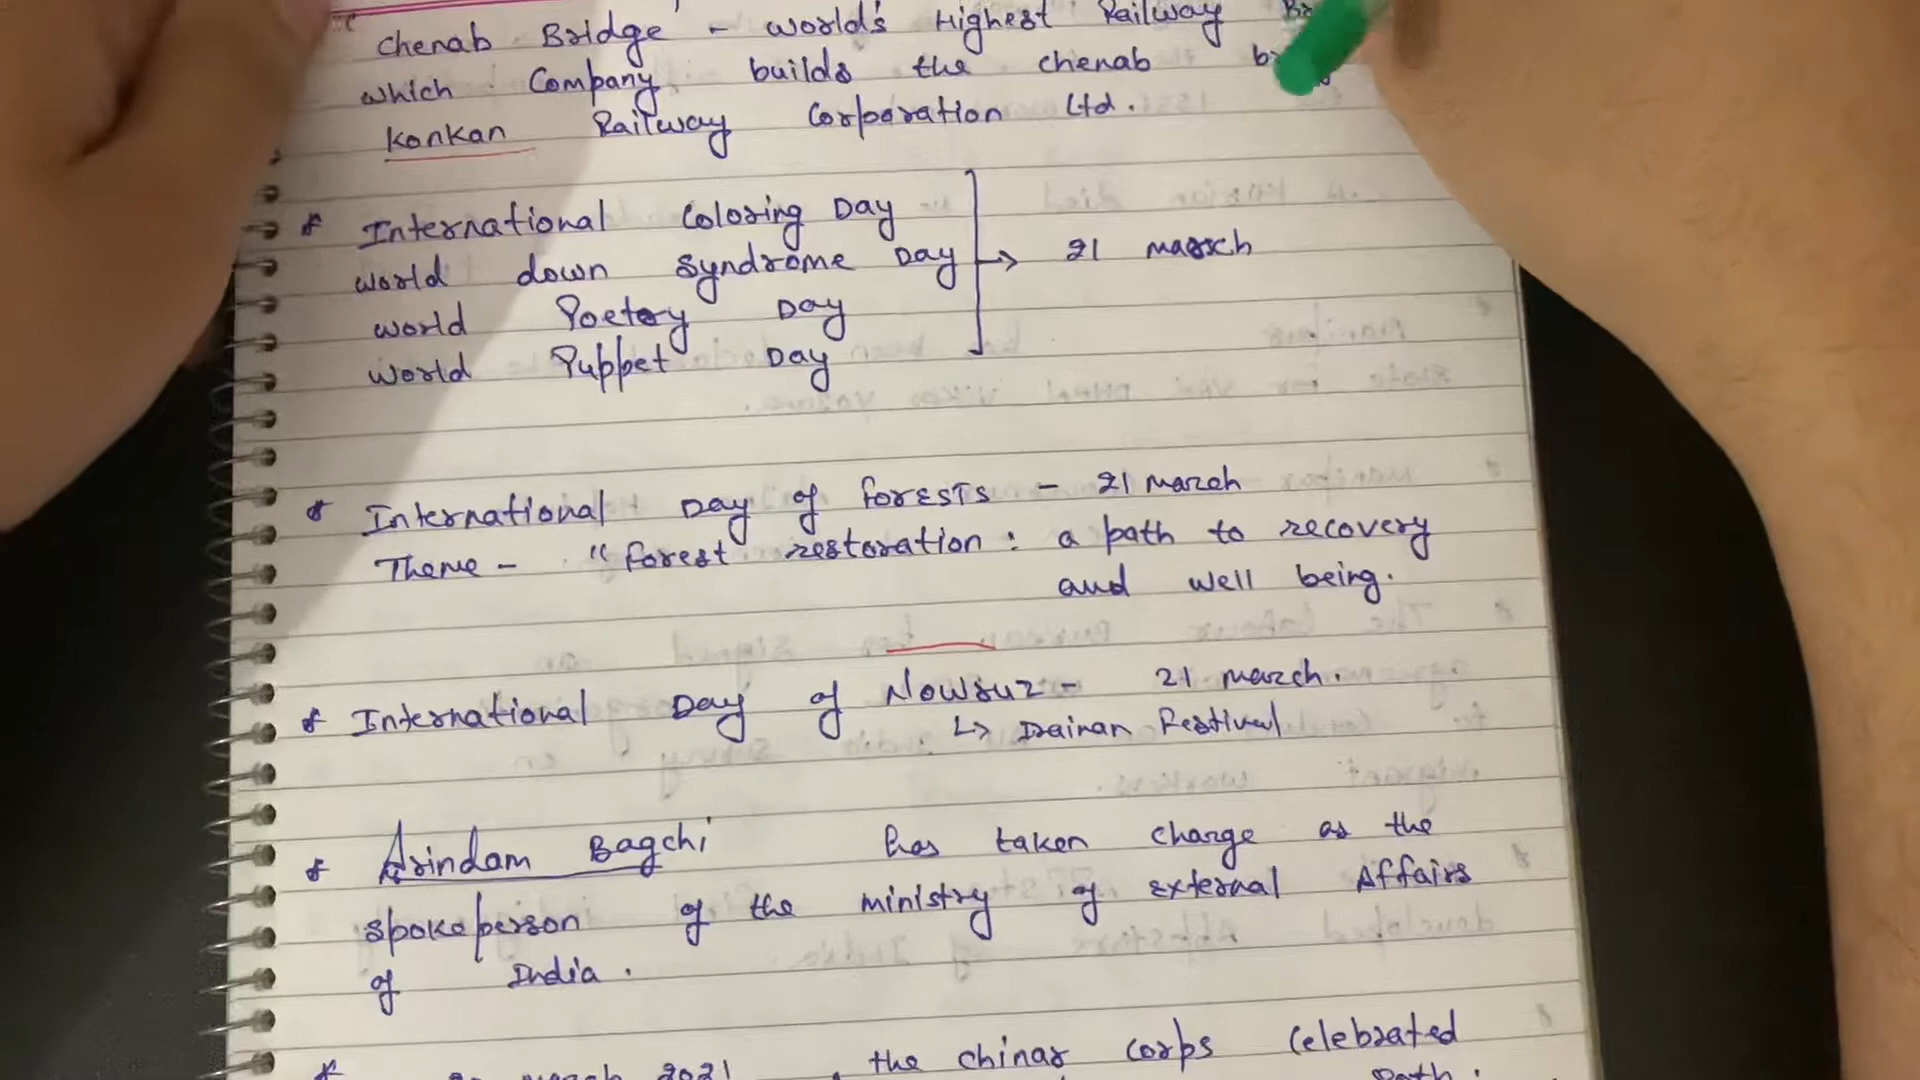 Chenab Bridge - World's Highest Railway
which Company builds the chenab
Konkan Railway Corporation Ltd.
* International Coloring Day
world down syndrome Day → 21 march
world Poetry Day
world Puppet Day
* International Day of forests - 21 march
Theme - "forest restoration: a path to recovery
and well being.
* International Day of Nowruz - 21 march.
↳ Irainan Festival
* Arindam Bagchi has taken charge as the
spokeperson of the ministry of external Affairs
of India.
* march 2021, the chinar corps celebrated